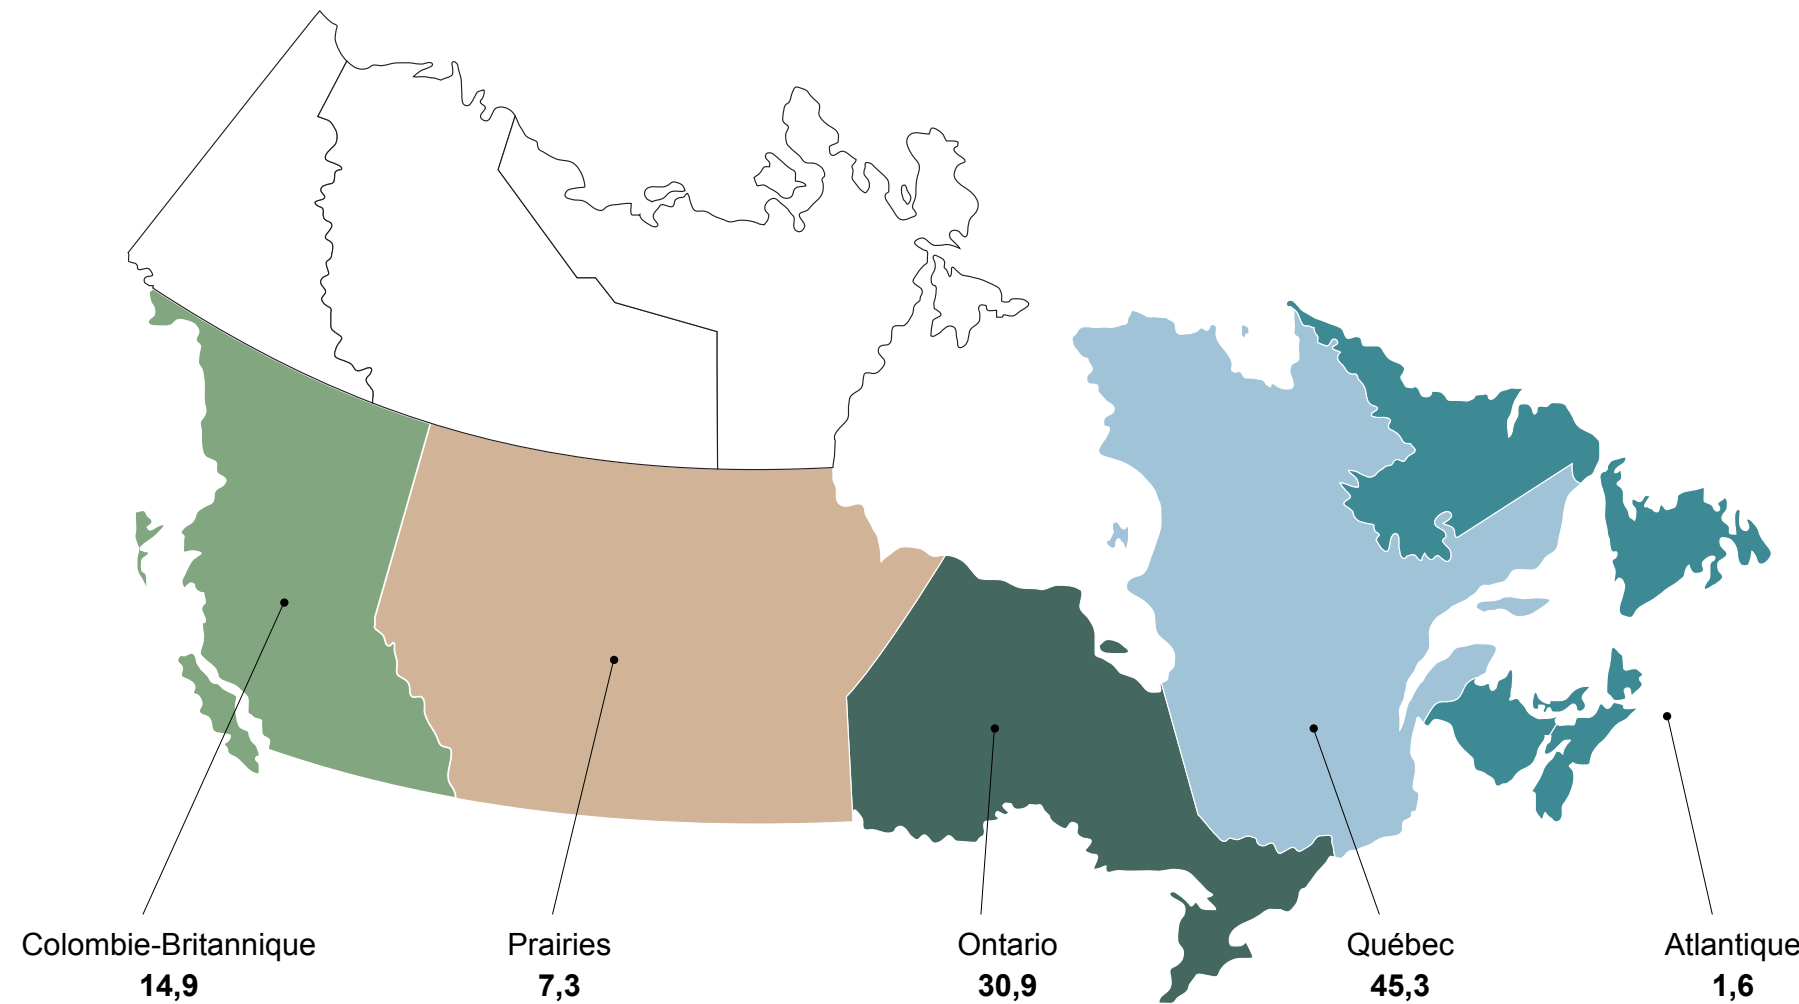 Colombie-Britannique
14,9
Prairies
7,3
Ontario
30,9
Québec
45,3
Atlantique
1,6